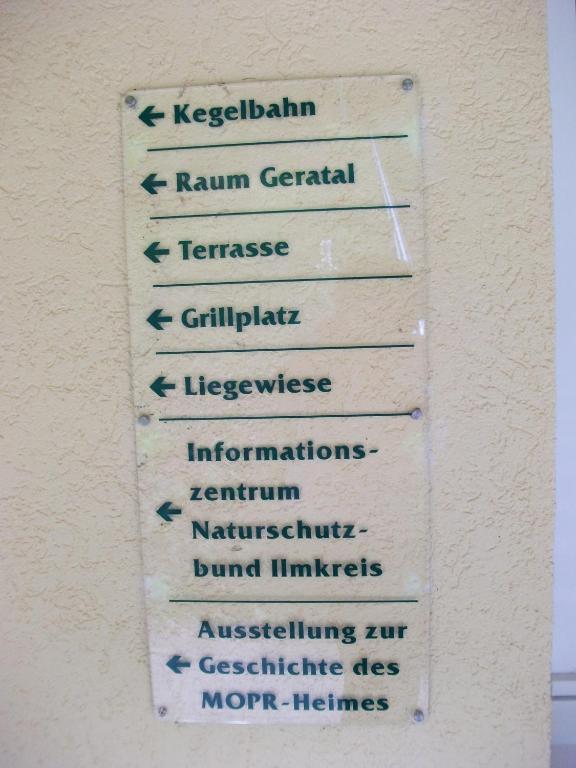 ← Kegelbahn
← Raum Geratal
← Terrasse
← Grillplatz
← Liegewiese
Informations-
zentrum
← Naturschutz-
bund Ilmkreis
Ausstellung zur
← Geschichte des
MOPR-Heimes